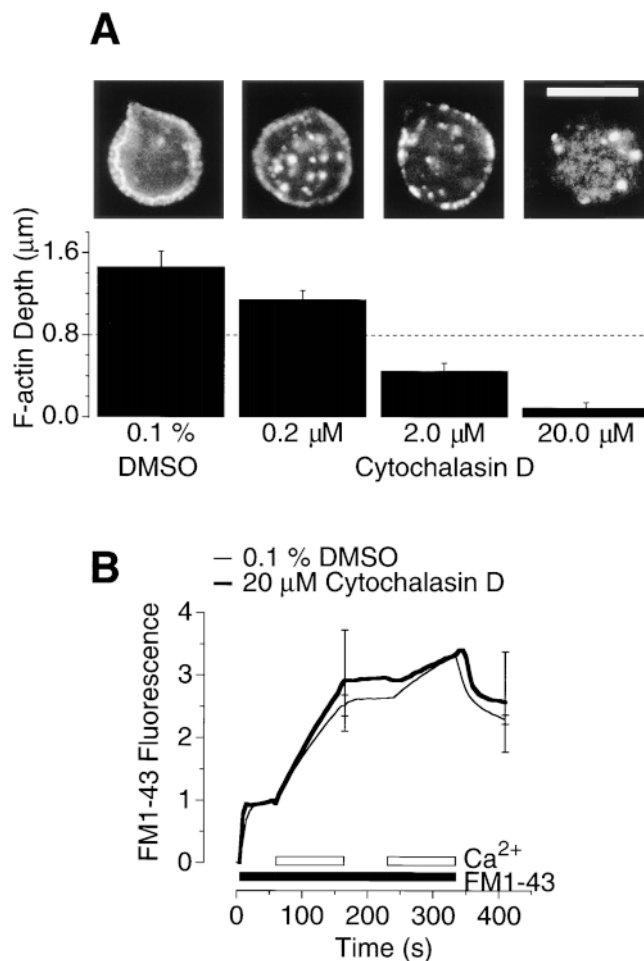 A
F-actin Depth (μm)
1.6
0.8
0.0
0.1 % 0.2 μM 2.0 μM 20.0 μM
DMSO Cytochalasin D
B
0.1 % DMSO
20 μM Cytochalasin D
FM1-43 Fluorescence
4
3
2
1
0
Ca²⁺
FM1-43
0 100 200 300 400
Time (s)